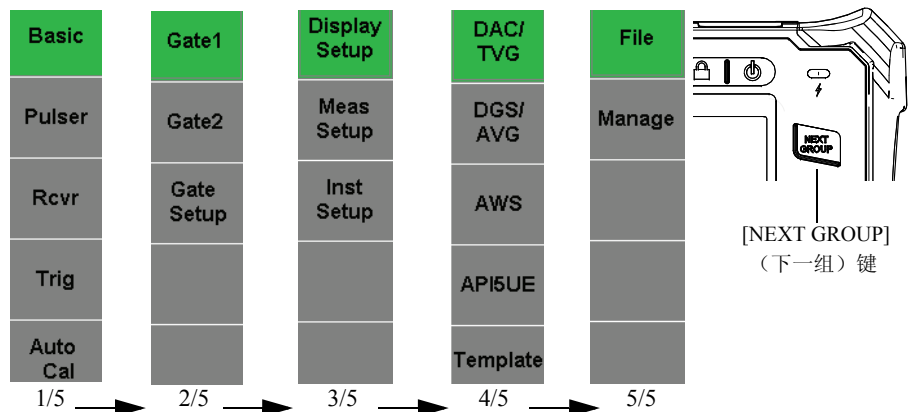 Basic
Pulser
Rcvr
Trig
Auto
Cal
1/5
Gate1
Gate2
Gate
Setup
2/5
Display
Setup
Meas
Setup
Inst
Setup
3/5
DAC/
TVG
DGS/
AVG
AWS
API5UE
Template
4/5
File
Manage
5/5
NEXT
GROUP
[NEXT GROUP]
（下一组）键